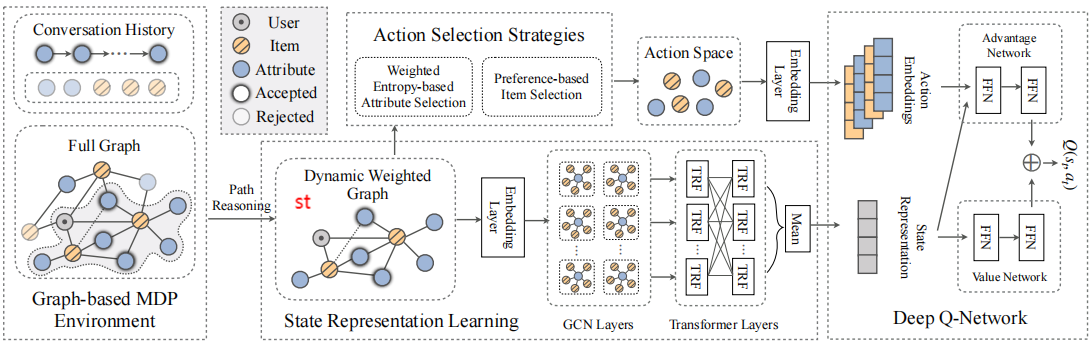 Conversation History
Full Graph
Graph-based MDP
Environment
User
Item
Attribute
Accepted
Rejected
Path
Reasoning
Action Selection Strategies
Weighted
Entropy-based
Attribute Selection
Preference-based
Item Selection
Action Space
Embedding
Layer
Dynamic Weighted
Graph
st
Embedding
Layer
GCN Layers
TRF
TRF
TRF
TRF
TRF
TRF
Transformer Layers
Mean
State Representation Learning
Action
Embeddings
State
Representation
Advantage
Network
FFN
FFN
Q(st, at)
FFN
FFN
Value Network
Deep Q-Network